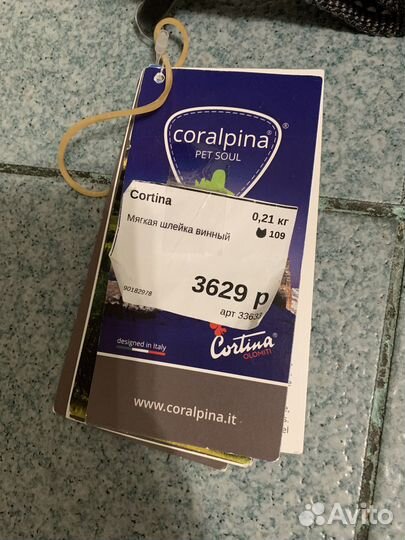 coralpina®
PET SOUL
Cortina 0,21 кг
Мягкая шлейка винный 109
3629 р
90182978
арт
designed in Italy
Cortina
DOLOMITI
www.coralpina.it
Avito